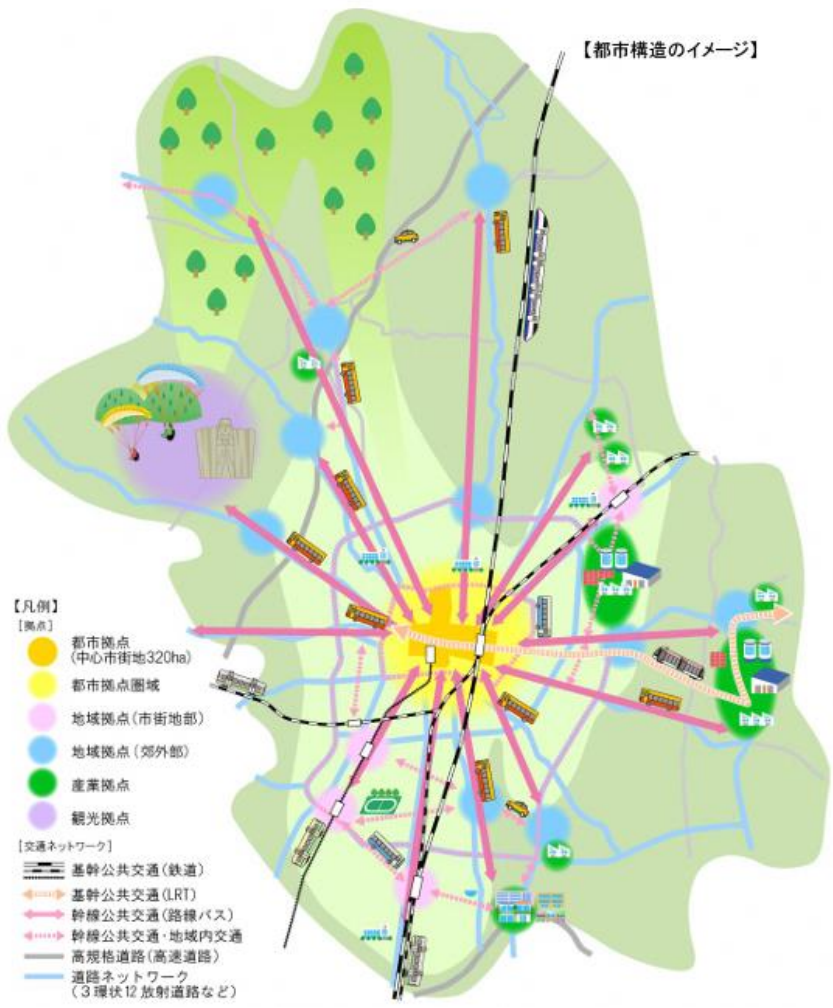 【都市構造のイメージ】
【凡例】
[拠点]
都市拠点
(中心市街地320ha)
都市拠点圏域
地域拠点(市街地部)
地域拠点(郊外部)
産業拠点
観光拠点
[交通ネットワーク]
基幹公共交通(鉄道)
基幹公共交通(LRT)
幹線公共交通(路線バス)
幹線公共交通・地域内交通
高規格道路(高速道路)
道路ネットワーク
(3環状12放射道路など)